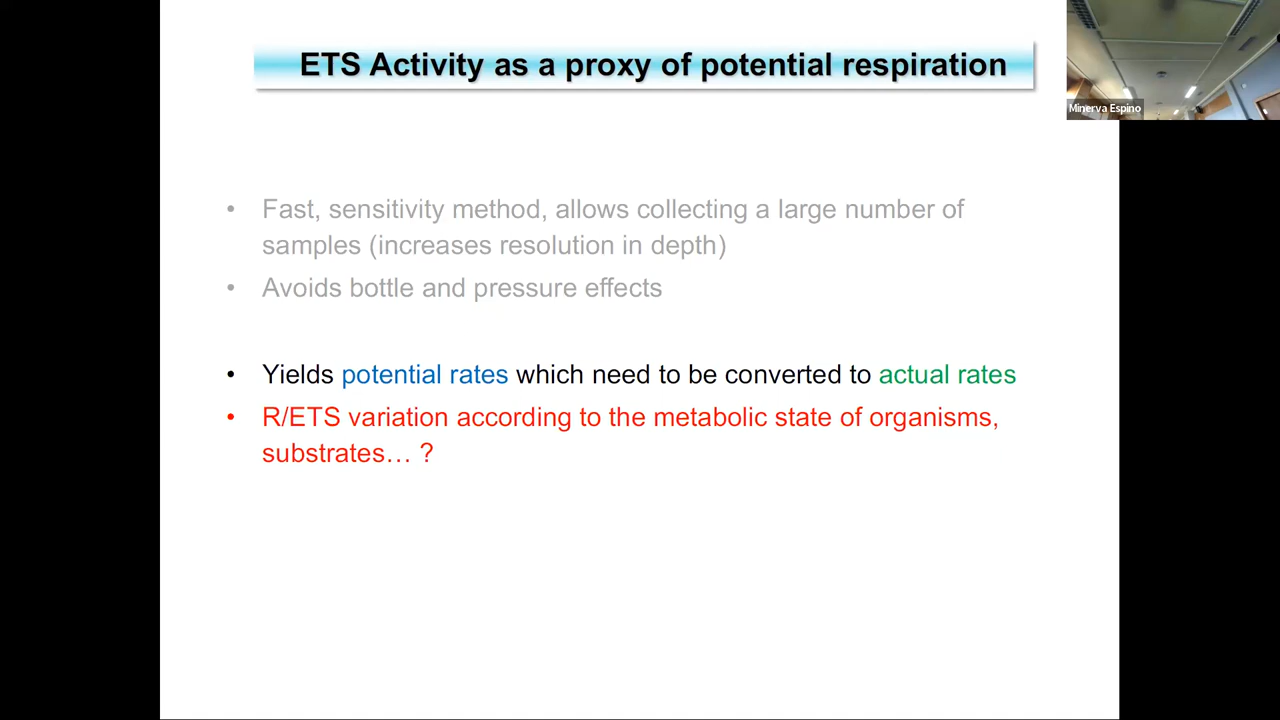 ETS Activity as a proxy of potential respiration
Minerva Espino
• Fast, sensitivity method, allows collecting a large number of
samples (increases resolution in depth)
• Avoids bottle and pressure effects
• Yields potential rates which need to be converted to actual rates
• R/ETS variation according to the metabolic state of organisms,
substrates… ?